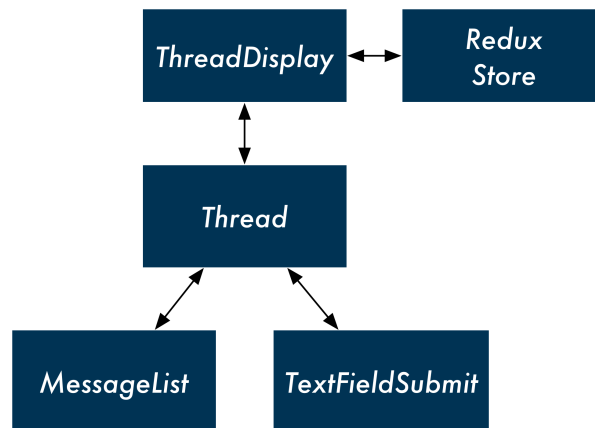 ThreadDisplay
Redux
Store
Thread
MessageList
TextFieldSubmit